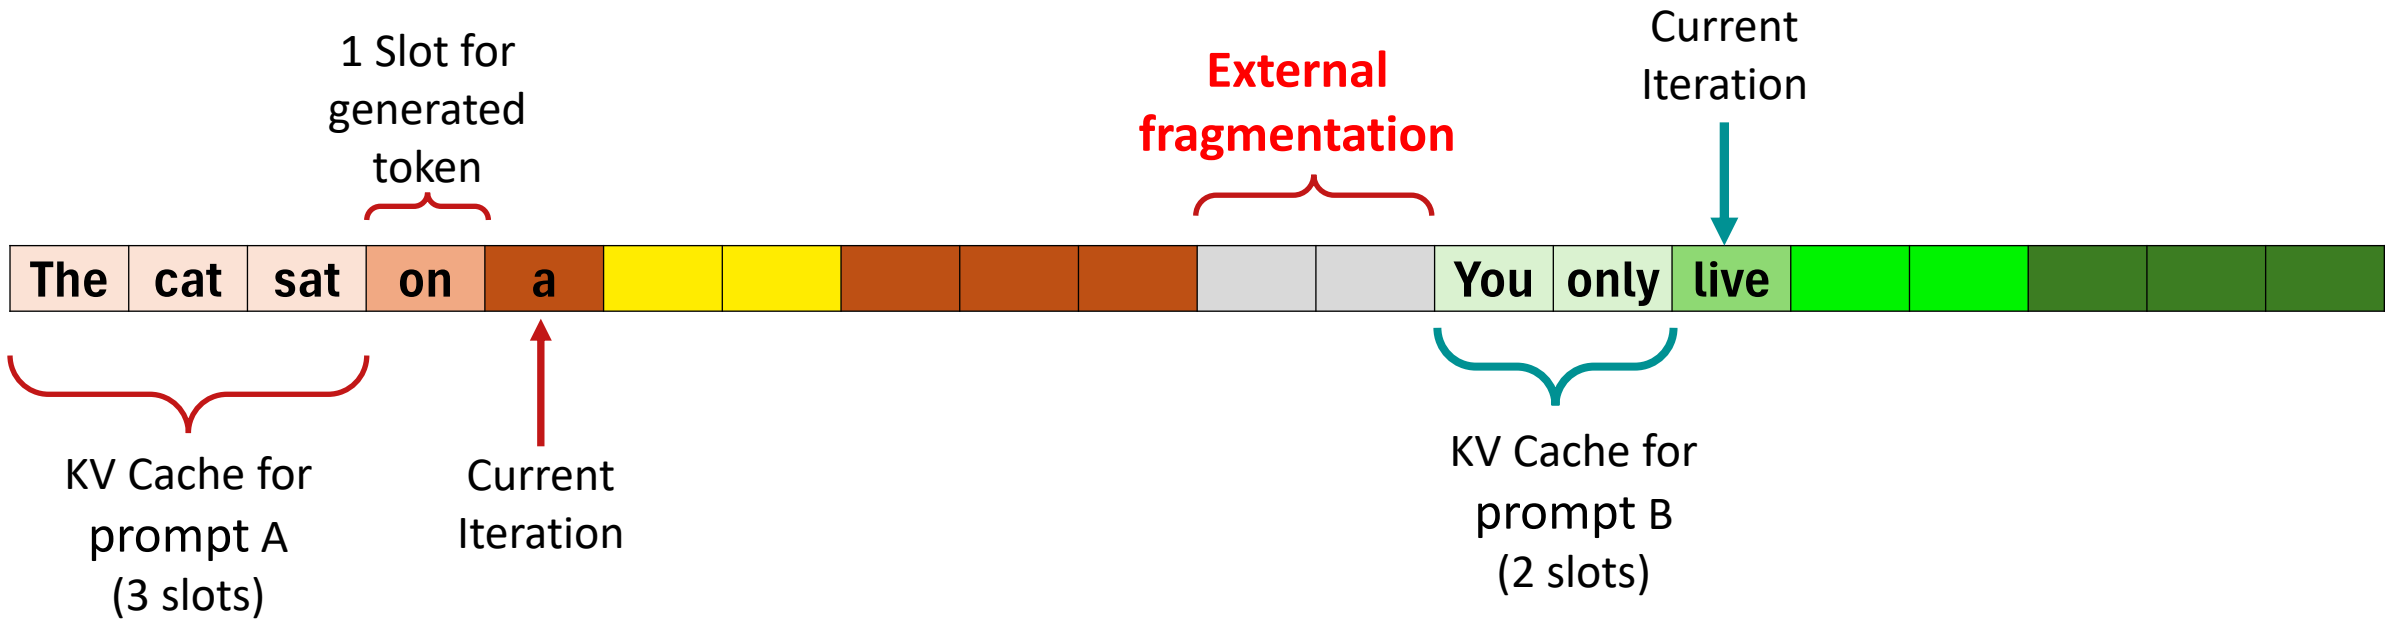 1 Slot for
generated
token
External
fragmentation
Current
Iteration
The cat sat on a You only live
KV Cache for
prompt A
(3 slots)
Current
Iteration
KV Cache for
prompt B
(2 slots)